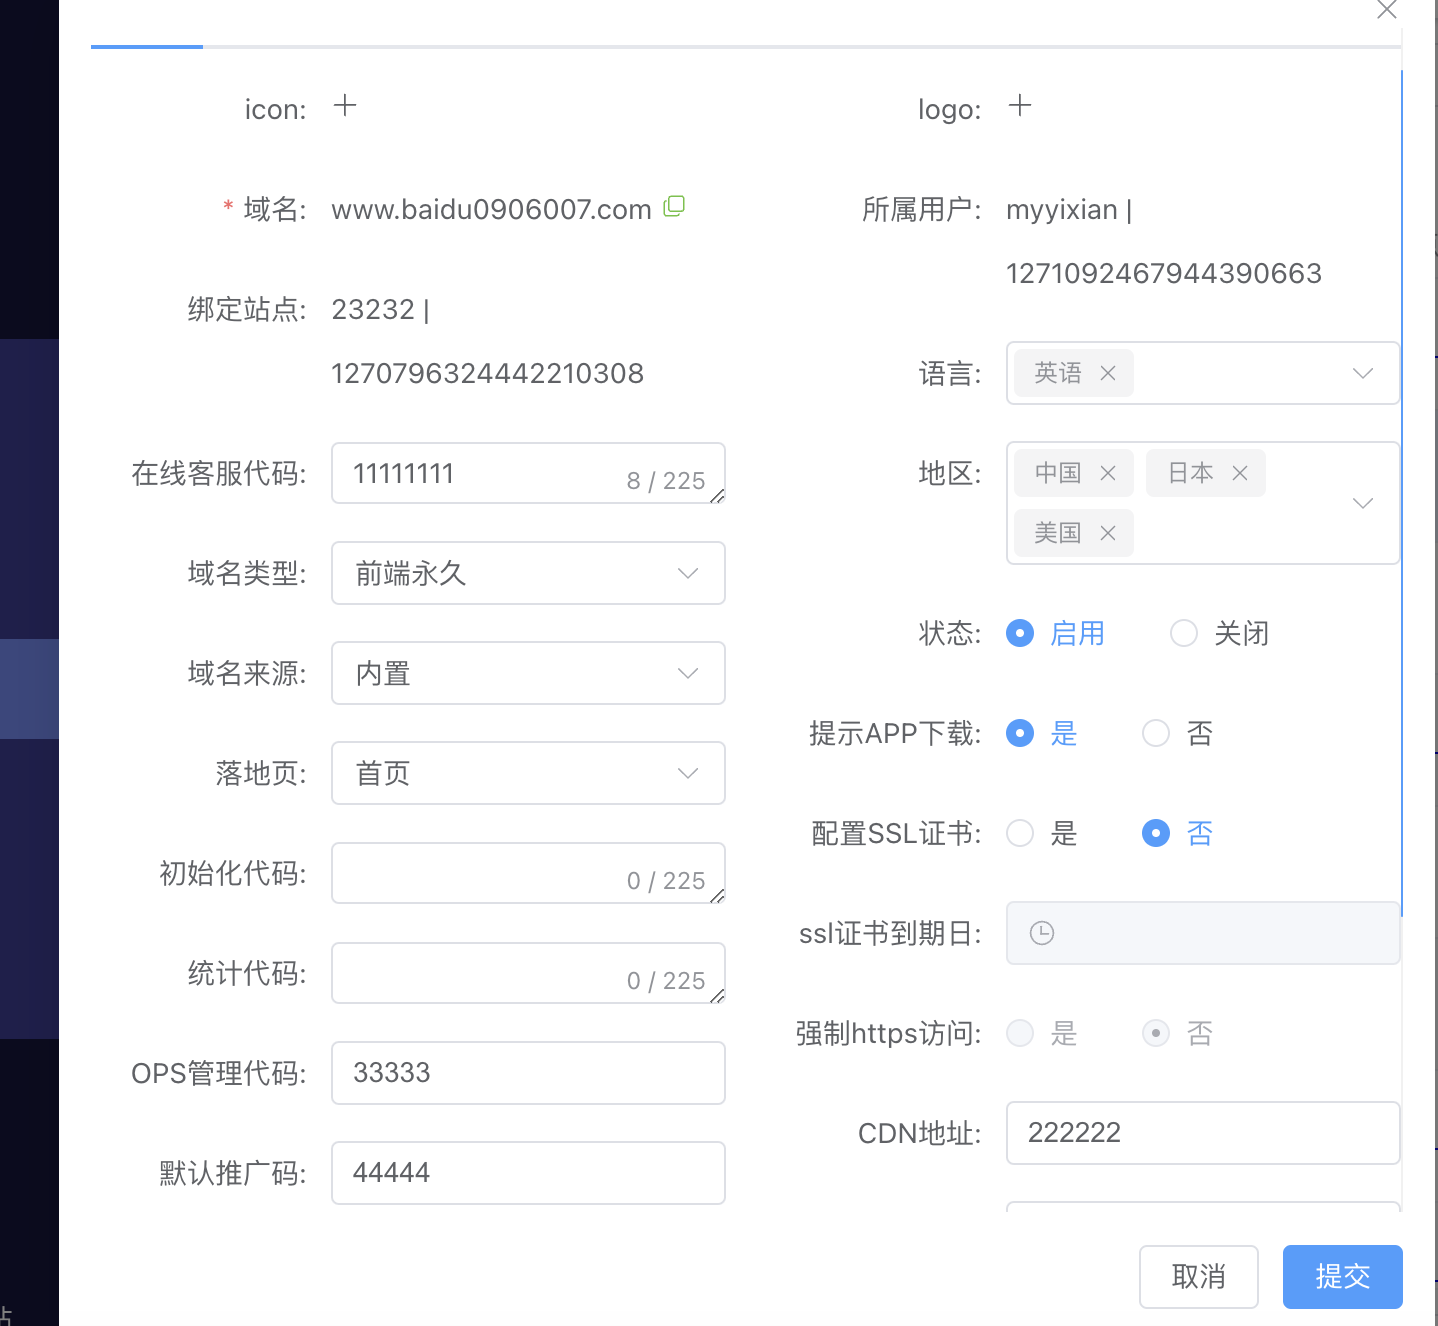 icon:
logo:
* 域名: www.baidu0906007.com
所属用户: myyixian |
1271092467944390663
绑定站点: 23232 |
1270796324442210308
语言: 英语
在线客服代码: 11111111 8 / 225
地区: 中国 日本
美国
域名类型: 前端永久
状态: 启用 关闭
域名来源: 内置
提示APP下载: 是 否
落地页: 首页
配置SSL证书: 是 否
初始化代码: 0 / 225
ssl证书到期日:
统计代码: 0 / 225
强制https访问: 是 否
OPS管理代码: 33333
CDN地址: 222222
默认推广码: 44444
取消 提交